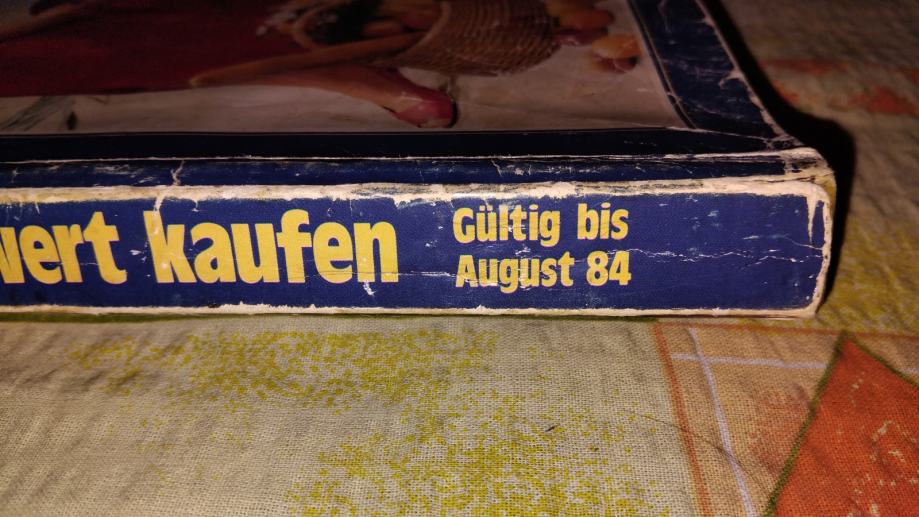 wert kaufen
Gültig bis
August 84